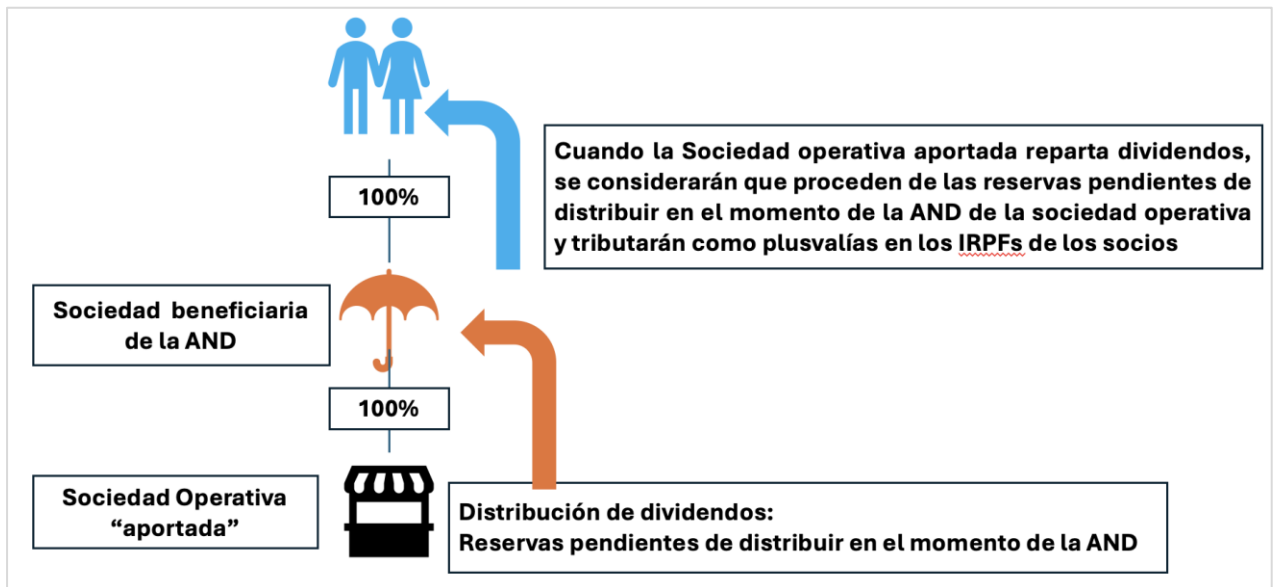 Cuando la Sociedad operativa aportada reparta dividendos,
se considerarán que proceden de las reservas pendientes de
distribuir en el momento de la AND de la sociedad operativa
y tributarán como plusvalías en los IRPFs de los socios
100%
Sociedad beneficiaria
de la AND
100%
Sociedad Operativa
“aportada”
Distribución de dividendos:
Reservas pendientes de distribuir en el momento de la AND